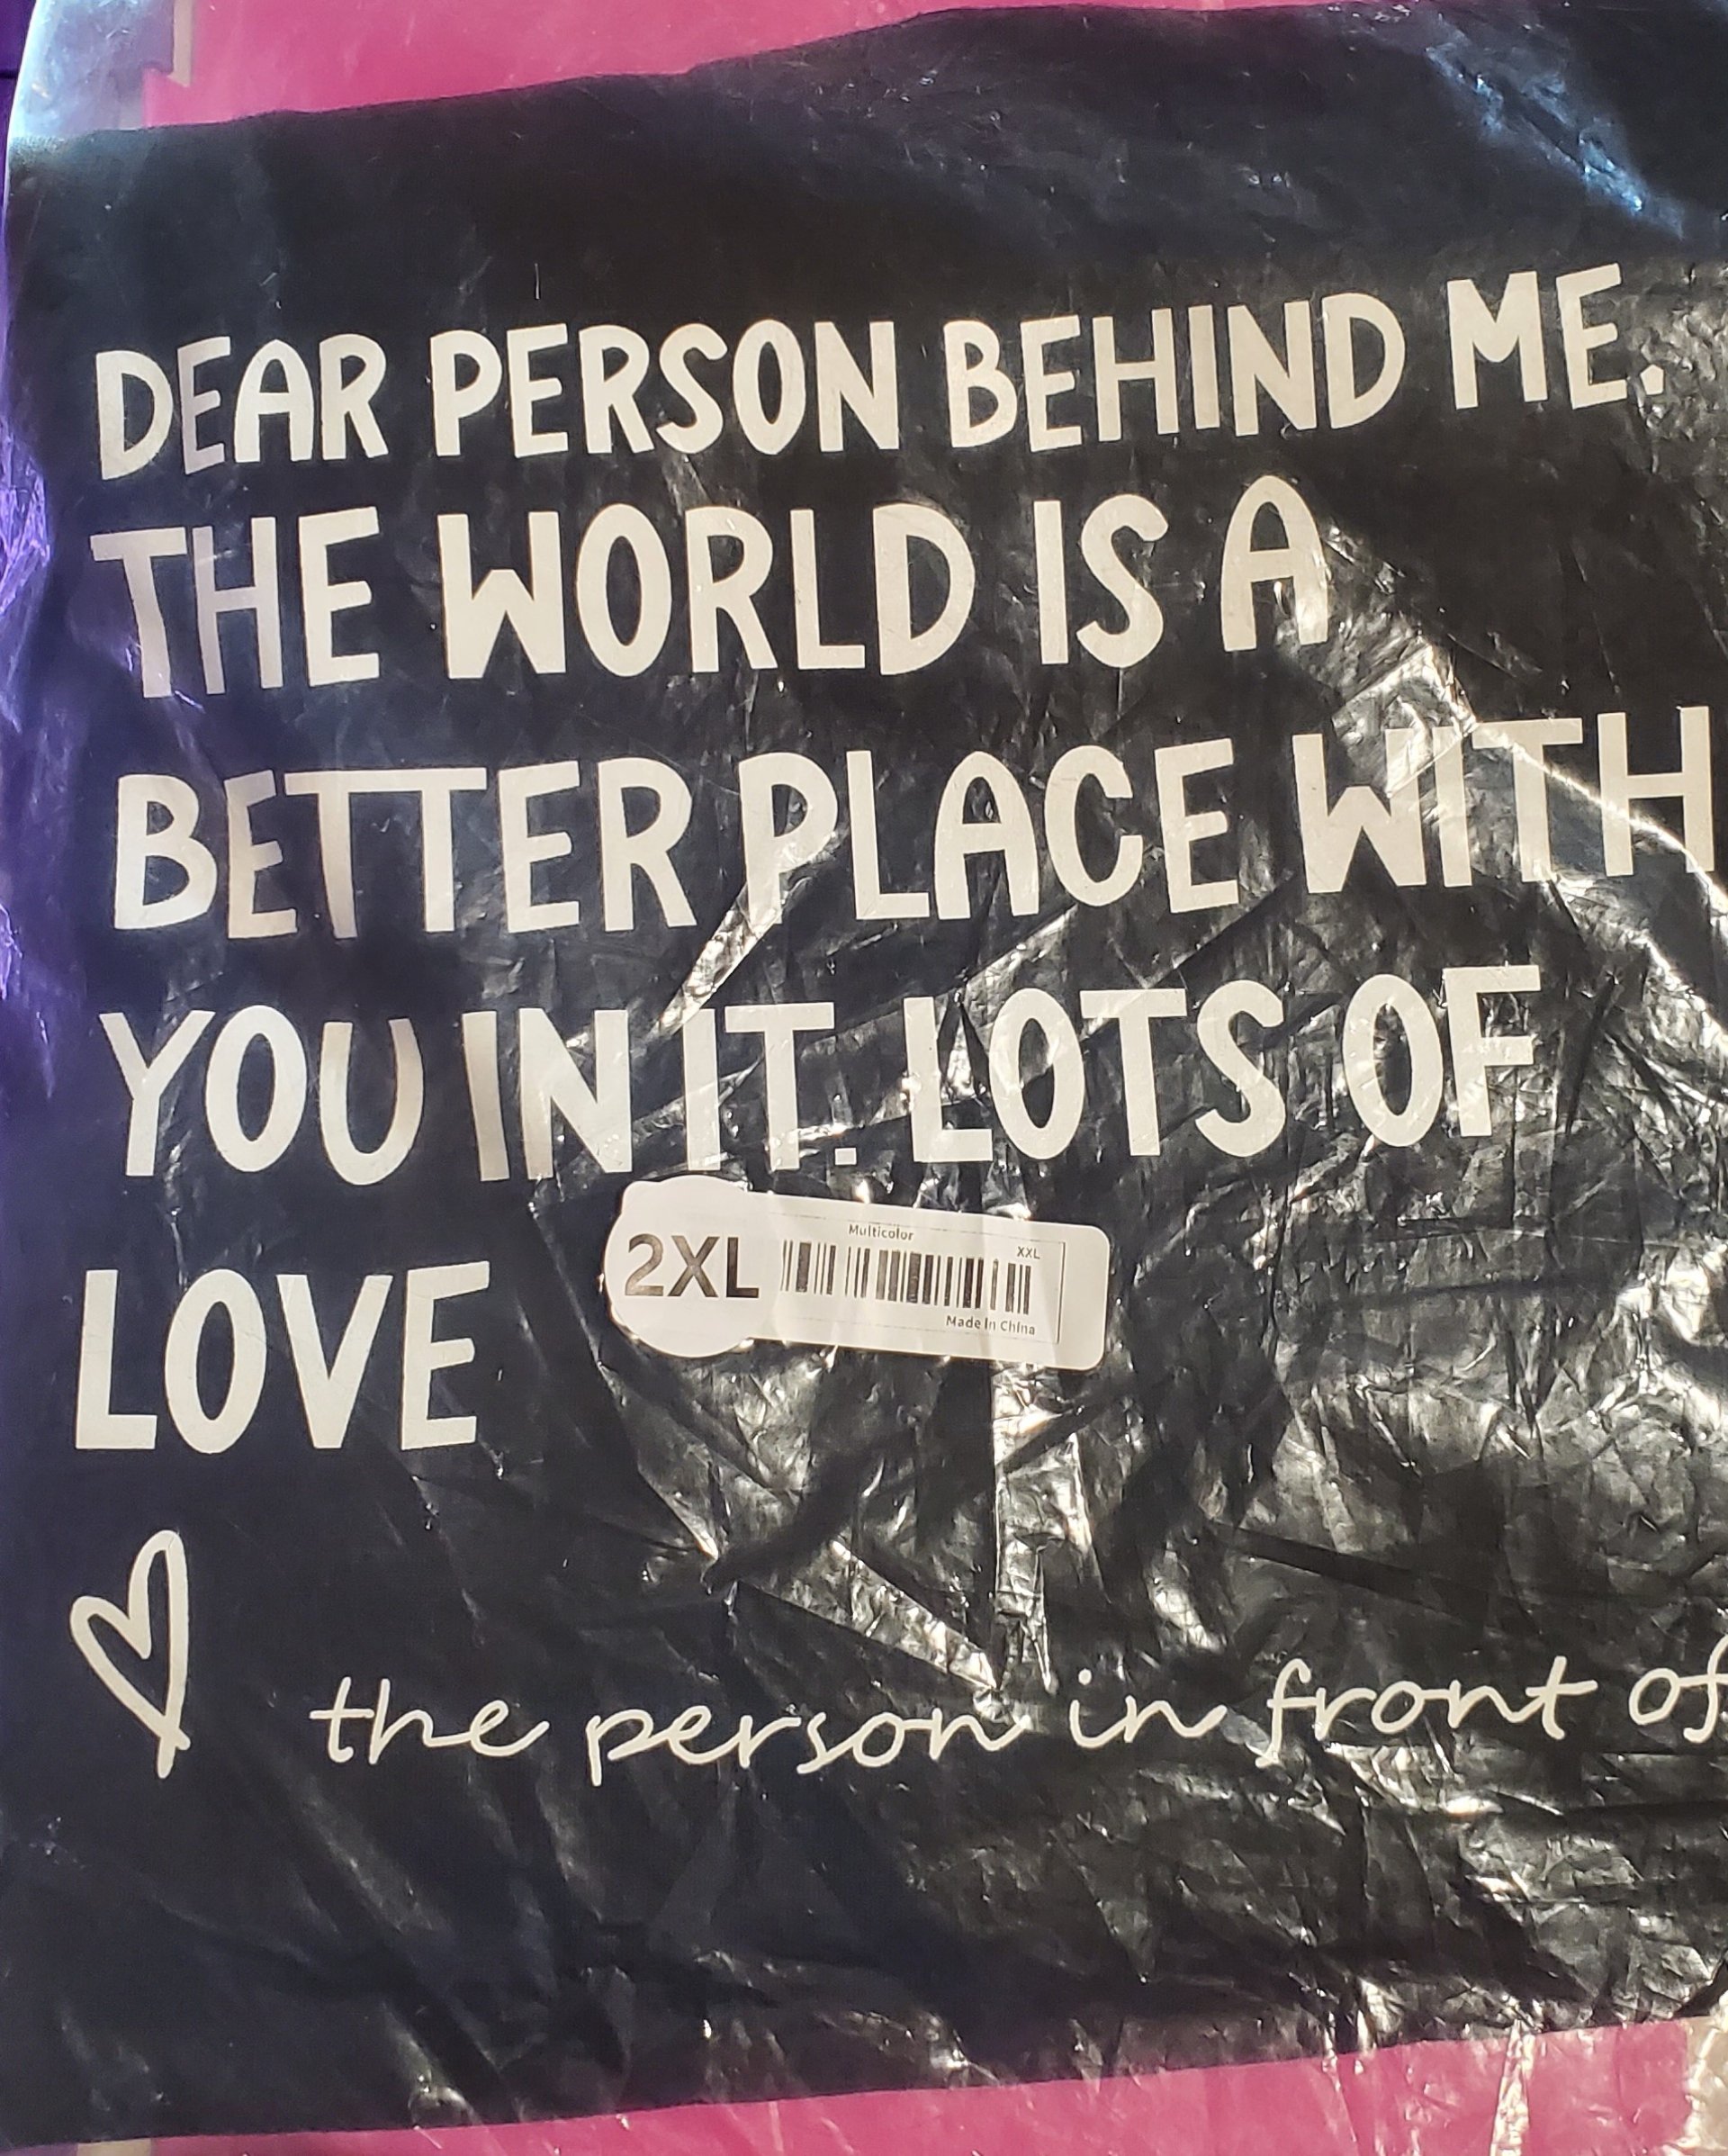 DEAR PERSON BEHIND ME.
THE WORLD IS A
BETTER PLACE WITH
YOU IN IT. LOTS OF
LOVE
2XL
Multicolor
XXL
Made In China
the person in front of